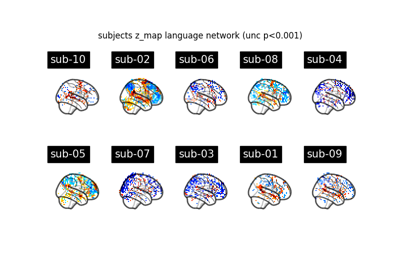 subjects z_map language network (unc p<0.001)
sub-10 sub-02 sub-06 sub-08 sub-04
sub-05 sub-07 sub-03 sub-01 sub-09